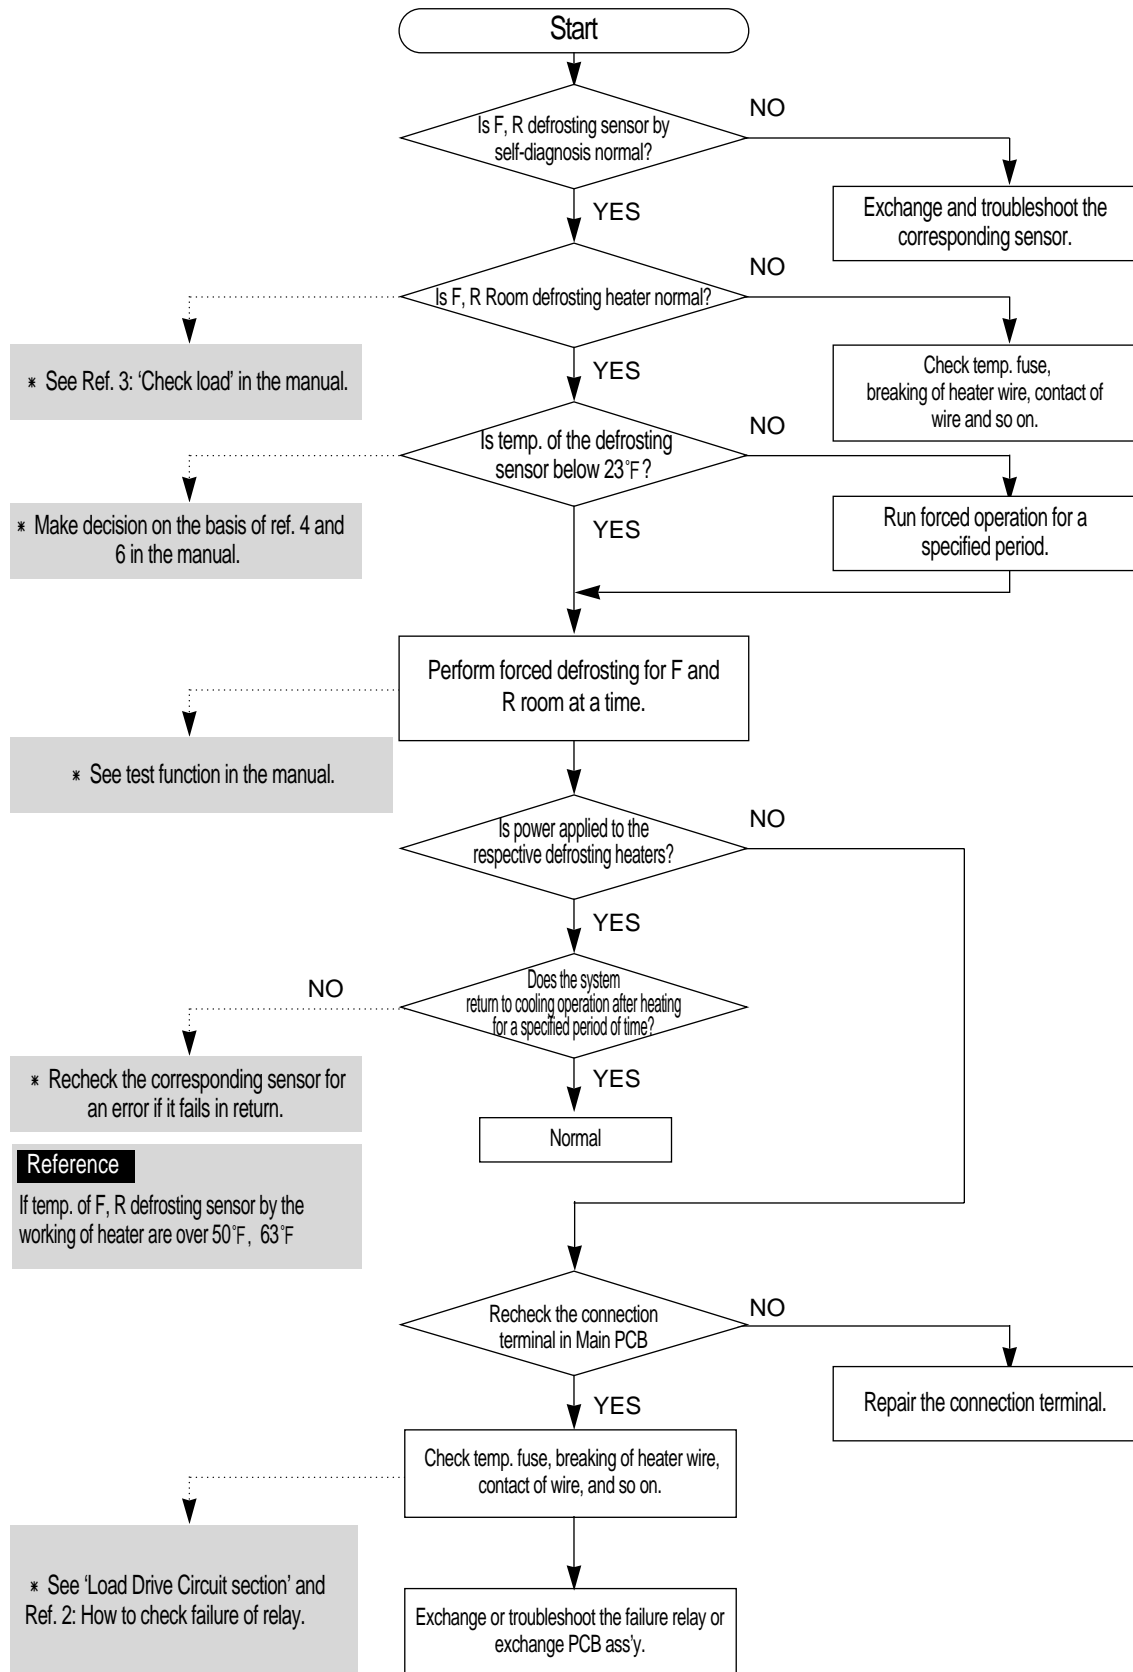 Start
Is F, R defrosting sensor by
self-diagnosis normal?
NO
YES
Exchange and troubleshoot the
corresponding sensor.
Is F, R Room defrosting heater normal?
NO
YES
* See Ref. 3: ‘Check load’ in the manual.
Check temp. fuse,
breaking of heater wire, contact of
wire and so on.
Is temp. of the defrosting
sensor below 23°F?
NO
YES
* Make decision on the basis of ref. 4 and
6 in the manual.
Run forced operation for a
specified period.
Perform forced defrosting for F and
R room at a time.
* See test function in the manual.
Is power applied to the
respective defrosting heaters?
NO
YES
Does the system
return to cooling operation after heating
for a specified period of time?
NO
YES
* Recheck the corresponding sensor for
an error if it fails in return.
Normal
Reference
If temp. of F, R defrosting sensor by the
working of heater are over 50°F, 63°F
Recheck the connection
terminal in Main PCB
NO
YES
Repair the connection terminal.
Check temp. fuse, breaking of heater wire,
contact of wire, and so on.
* See ‘Load Drive Circuit section’ and
Ref. 2: How to check failure of relay.
Exchange or troubleshoot the failure relay or
exchange PCB ass’y.